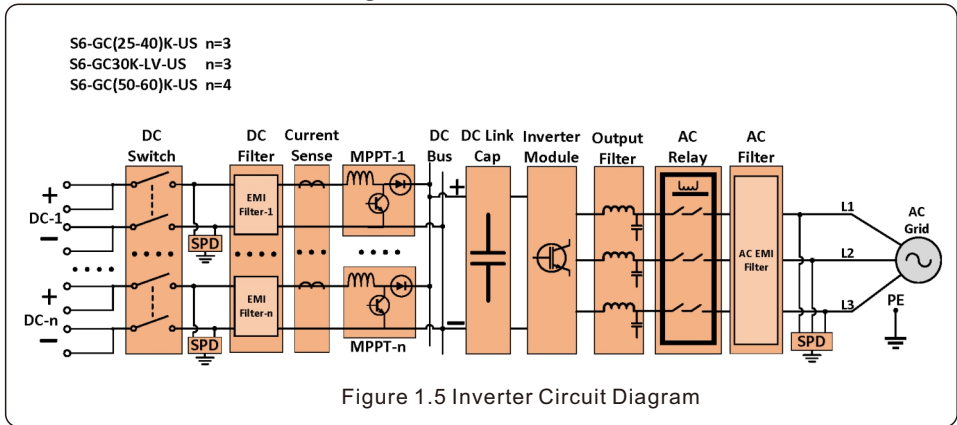 S6-GC(25-40)K-US n=3
S6-GC30K-LV-US n=3
S6-GC(50-60)K-US n=4
DC Switch
DC Filter
Current Sense
MPPT-1
DC Bus
DC Link Cap
Inverter Module
Output Filter
AC Relay
AC Filter
+
DC-1
−
SPD
EMI
Filter-1
+
−
L1
L2
L3
AC
Grid
PE
AC EMI
Filter
+
DC-n
−
SPD
EMI
Filter-n
MPPT-n
SPD
Figure 1.5 Inverter Circuit Diagram